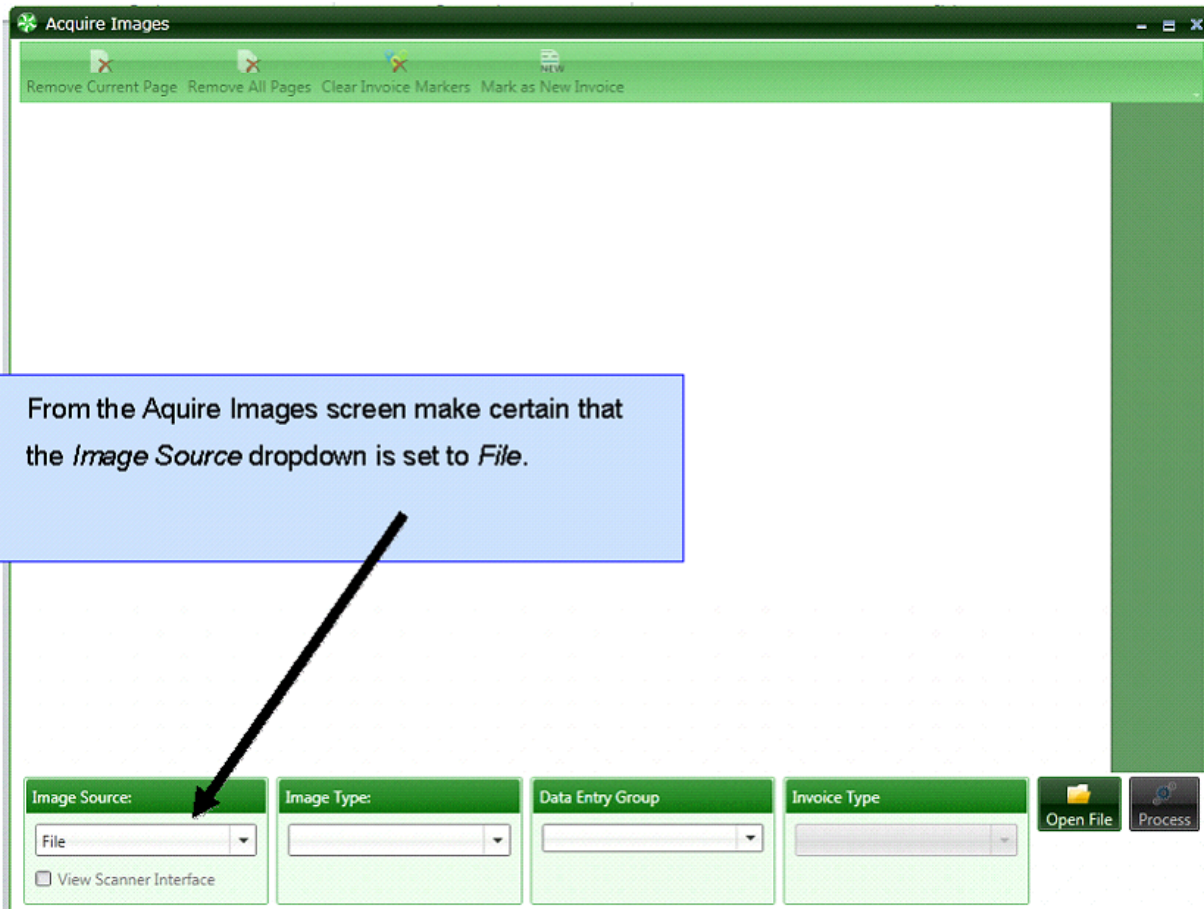 Acquire Images
Remove Current Page Remove All Pages Clear Invoice Markers Mark as New Invoice
NEW
From the Aquire Images screen make certain that
the Image Source dropdown is set to File.
Image Source: Image Type: Data Entry Group Invoice Type
File
View Scanner Interface
Open File Process